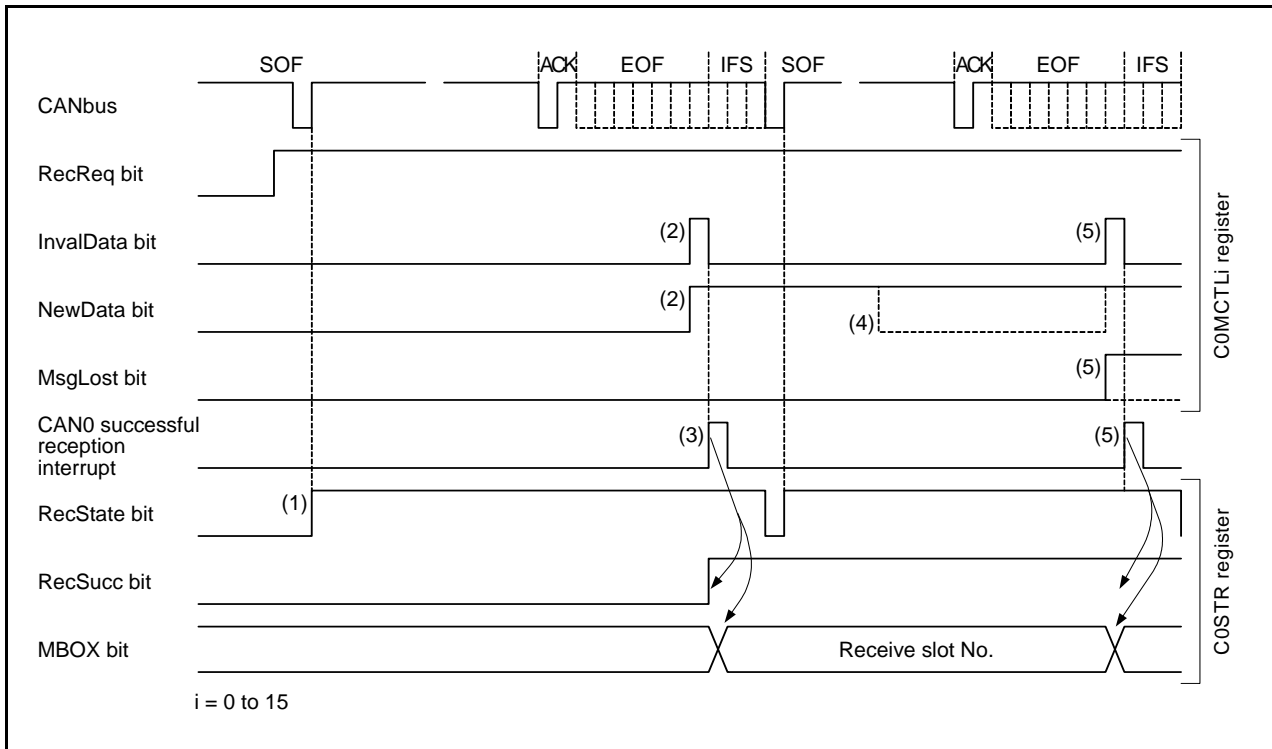 SOF ACK EOF IFS SOF ACK EOF IFS
CANbus
RecReq bit
InvalData bit
(2) (5)
NewData bit
(2) (4)
MsgLost bit
(5)
C0MCTLi register
CAN0 successful
reception
interrupt
(3) (5)
RecState bit
(1)
RecSucc bit
MBOX bit
Receive slot No.
C0STR register
i = 0 to 15